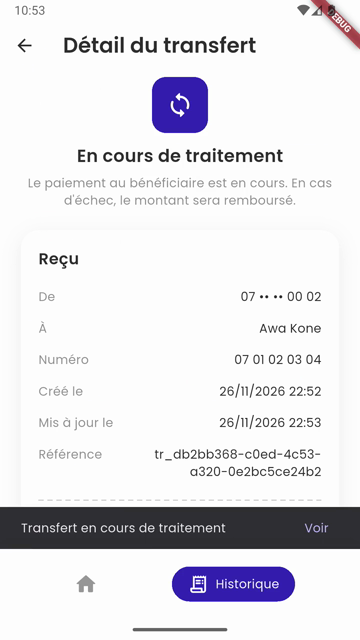 10:53
DEBUG
Détail du transfert
En cours de traitement
Le paiement au bénéficiaire est en cours. En cas
d'échec, le montant sera remboursé.
Reçu
De 07 •• •• 00 02
À Awa Kone
Numéro 07 01 02 03 04
Créé le 26/11/2026 22:52
Mis à jour le 26/11/2026 22:53
Référence tr_db2bb368-c0ed-4c53-
a320-0e2bc5ce24b2
Transfert en cours de traitement Voir
Historique